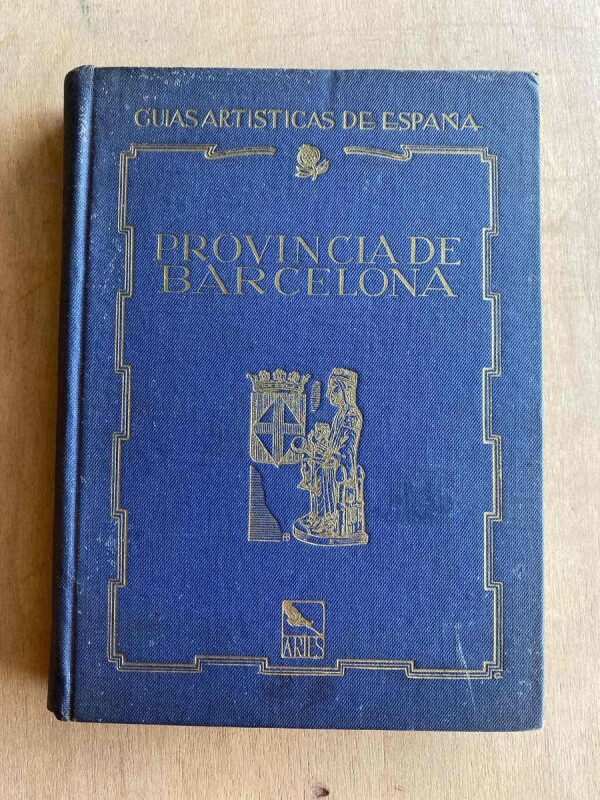 GUIAS ARTISTICAS DE ESPAÑA
PROVINCIA DE
BARCELONA
ARIES